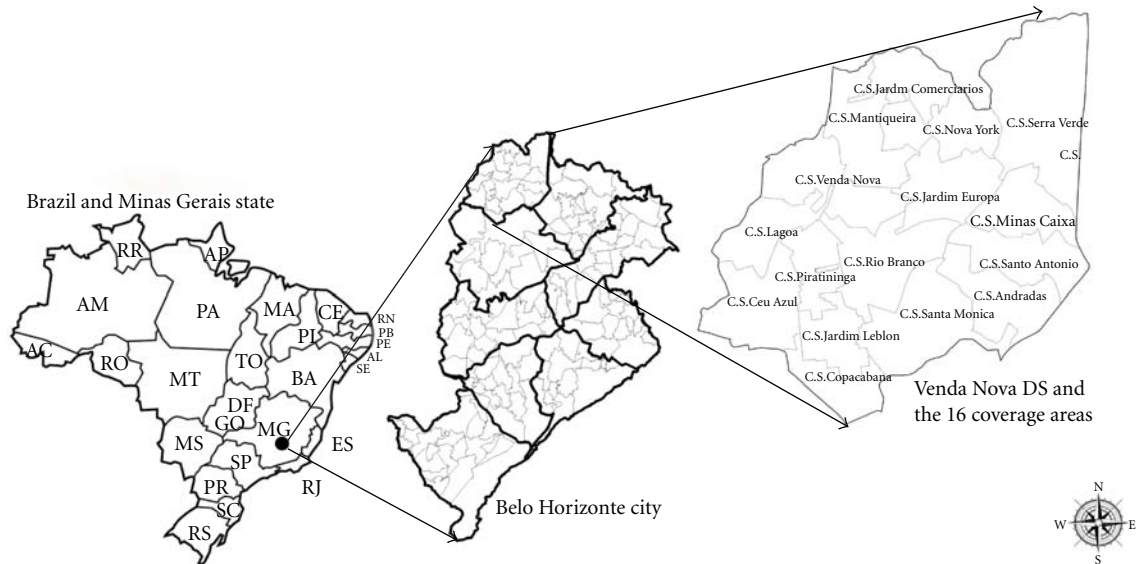 Brazil and Minas Gerais state
RR
AP
AM
PA
MA
CE
RN
PB
PE
AL
SE
PI
AC
RO
TO
MT
BA
DF
GO
MG
MS
ES
SP
RJ
PR
SC
RS
Belo Horizonte city
C.S.Jardm Comerciarios
C.S.Mantiqueira
C.S.Nova York
C.S.Serra Verde
C.S.
C.S.Venda Nova
C.S.Jardim Europa
C.S.Minas Caixa
C.S.Lagoa
C.S.Rio Branco
C.S.Santo Antonio
C.S.Piratininga
C.S.Ceu Azul
C.S.Andradas
C.S.Santa Monica
C.S.Jardim Leblon
C.S.Copacabana
Venda Nova DS and
the 16 coverage areas
N
W
E
S